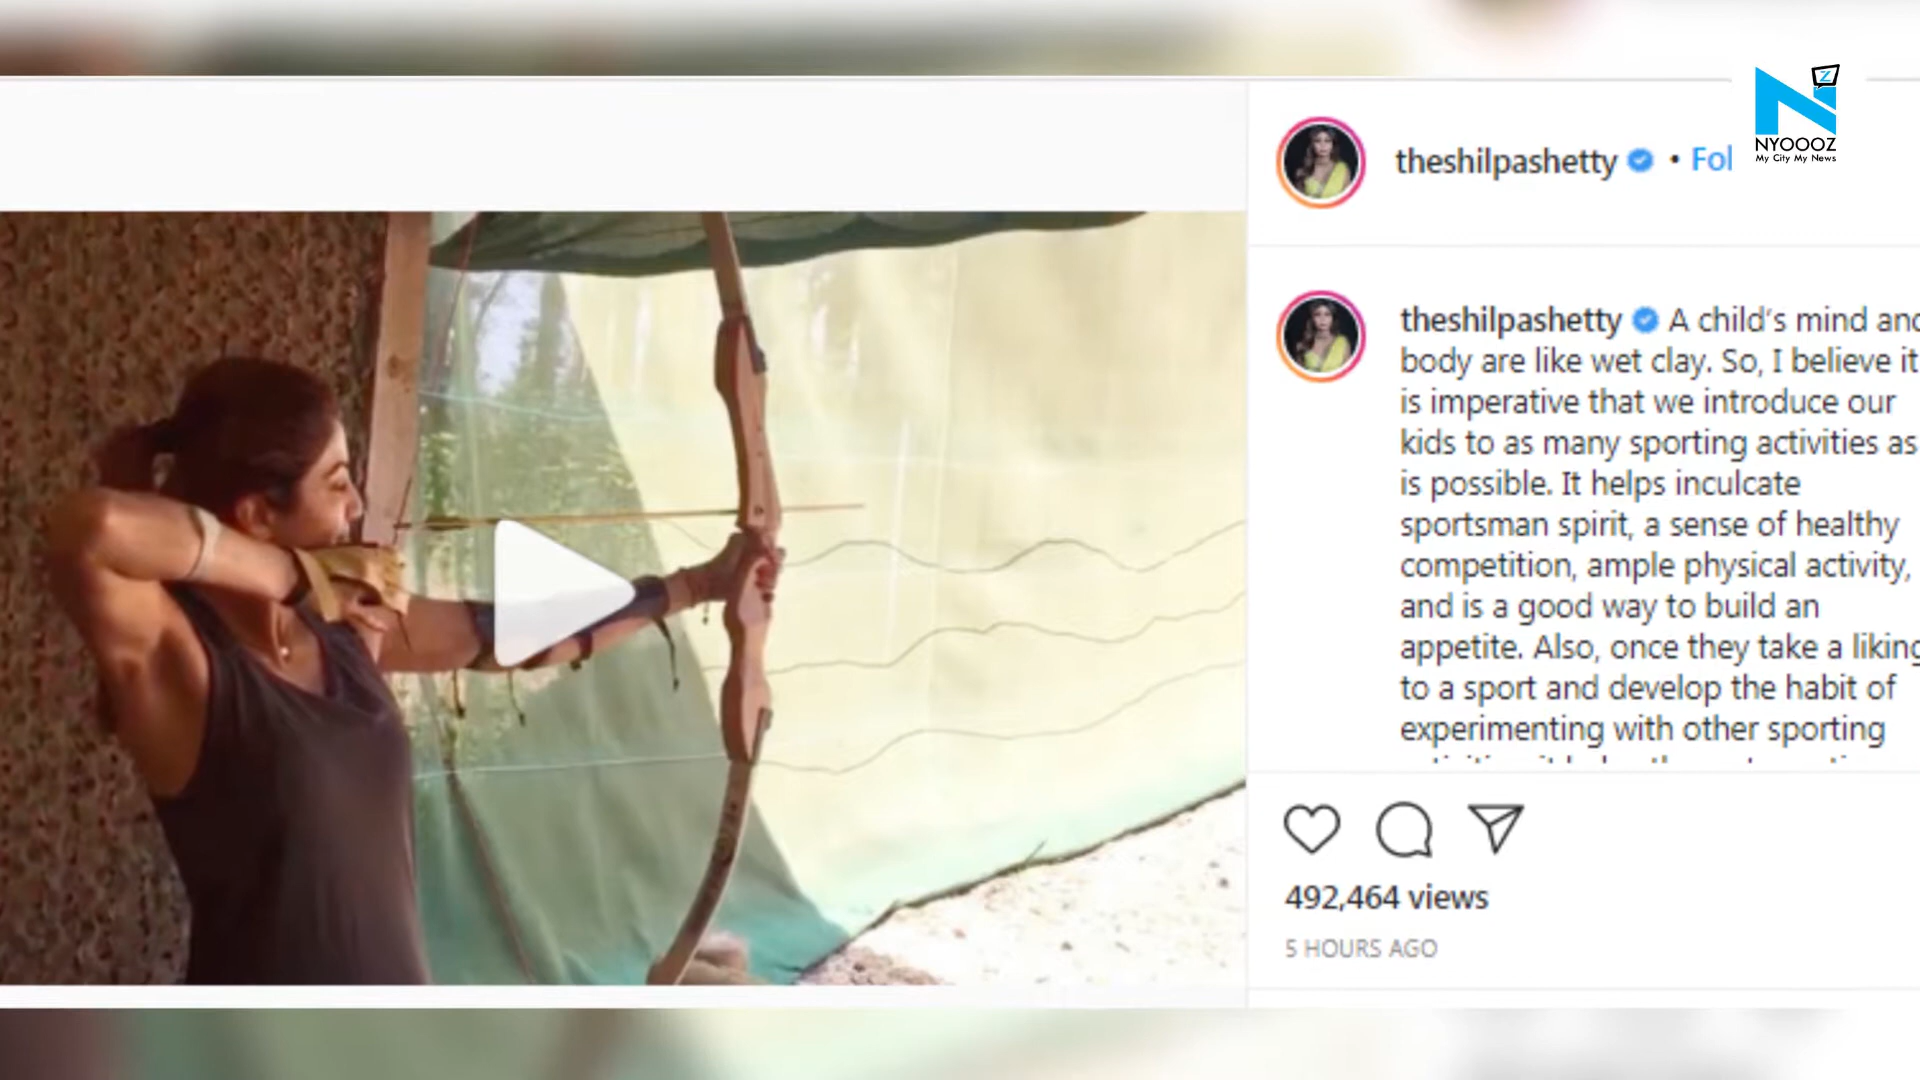 Z
NYOOOZ
My City My News
theshilpashetty • Fol
theshilpashetty A child's mind and
body are like wet clay. So, I believe it
is imperative that we introduce our
kids to as many sporting activities as
is possible. It helps inculcate
sportsman spirit, a sense of healthy
competition, ample physical activity,
and is a good way to build an
appetite. Also, once they take a liking
to a sport and develop the habit of
experimenting with other sporting
492,464 views
5 HOURS AGO